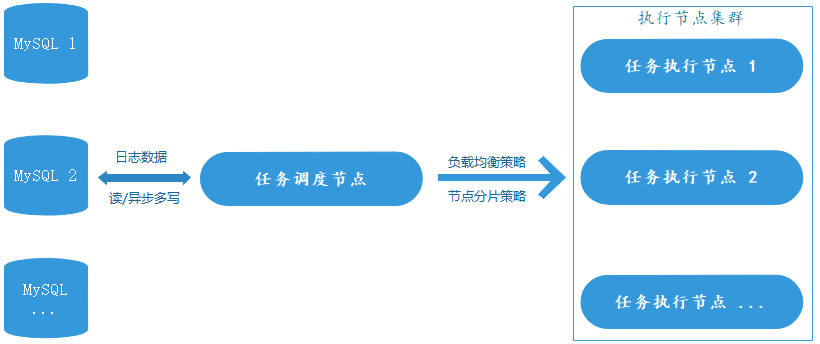 MySQL 1
MySQL 2
MySQL
...
日志数据
读/异步多写
任务调度节点
负载均衡策略
节点分片策略
执行节点集群
任务执行节点 1
任务执行节点 2
任务执行节点 ...